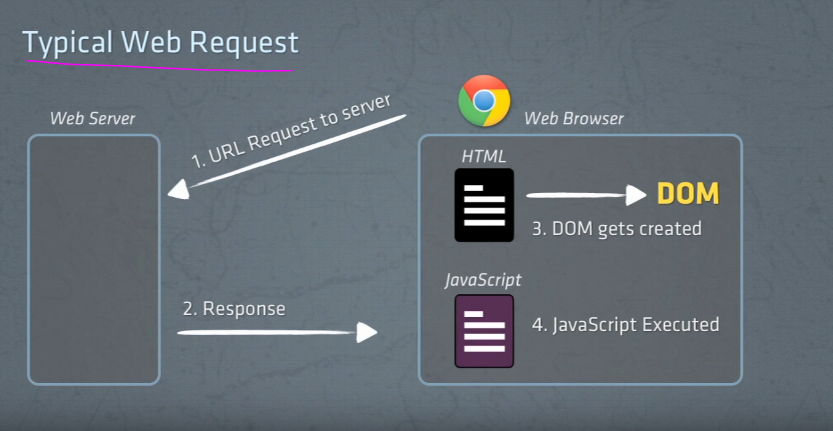 Typical Web Request
Web Server
1. URL Request to server
Web Browser
HTML
DOM
3. DOM gets created
JavaScript
2. Response
4. JavaScript Executed